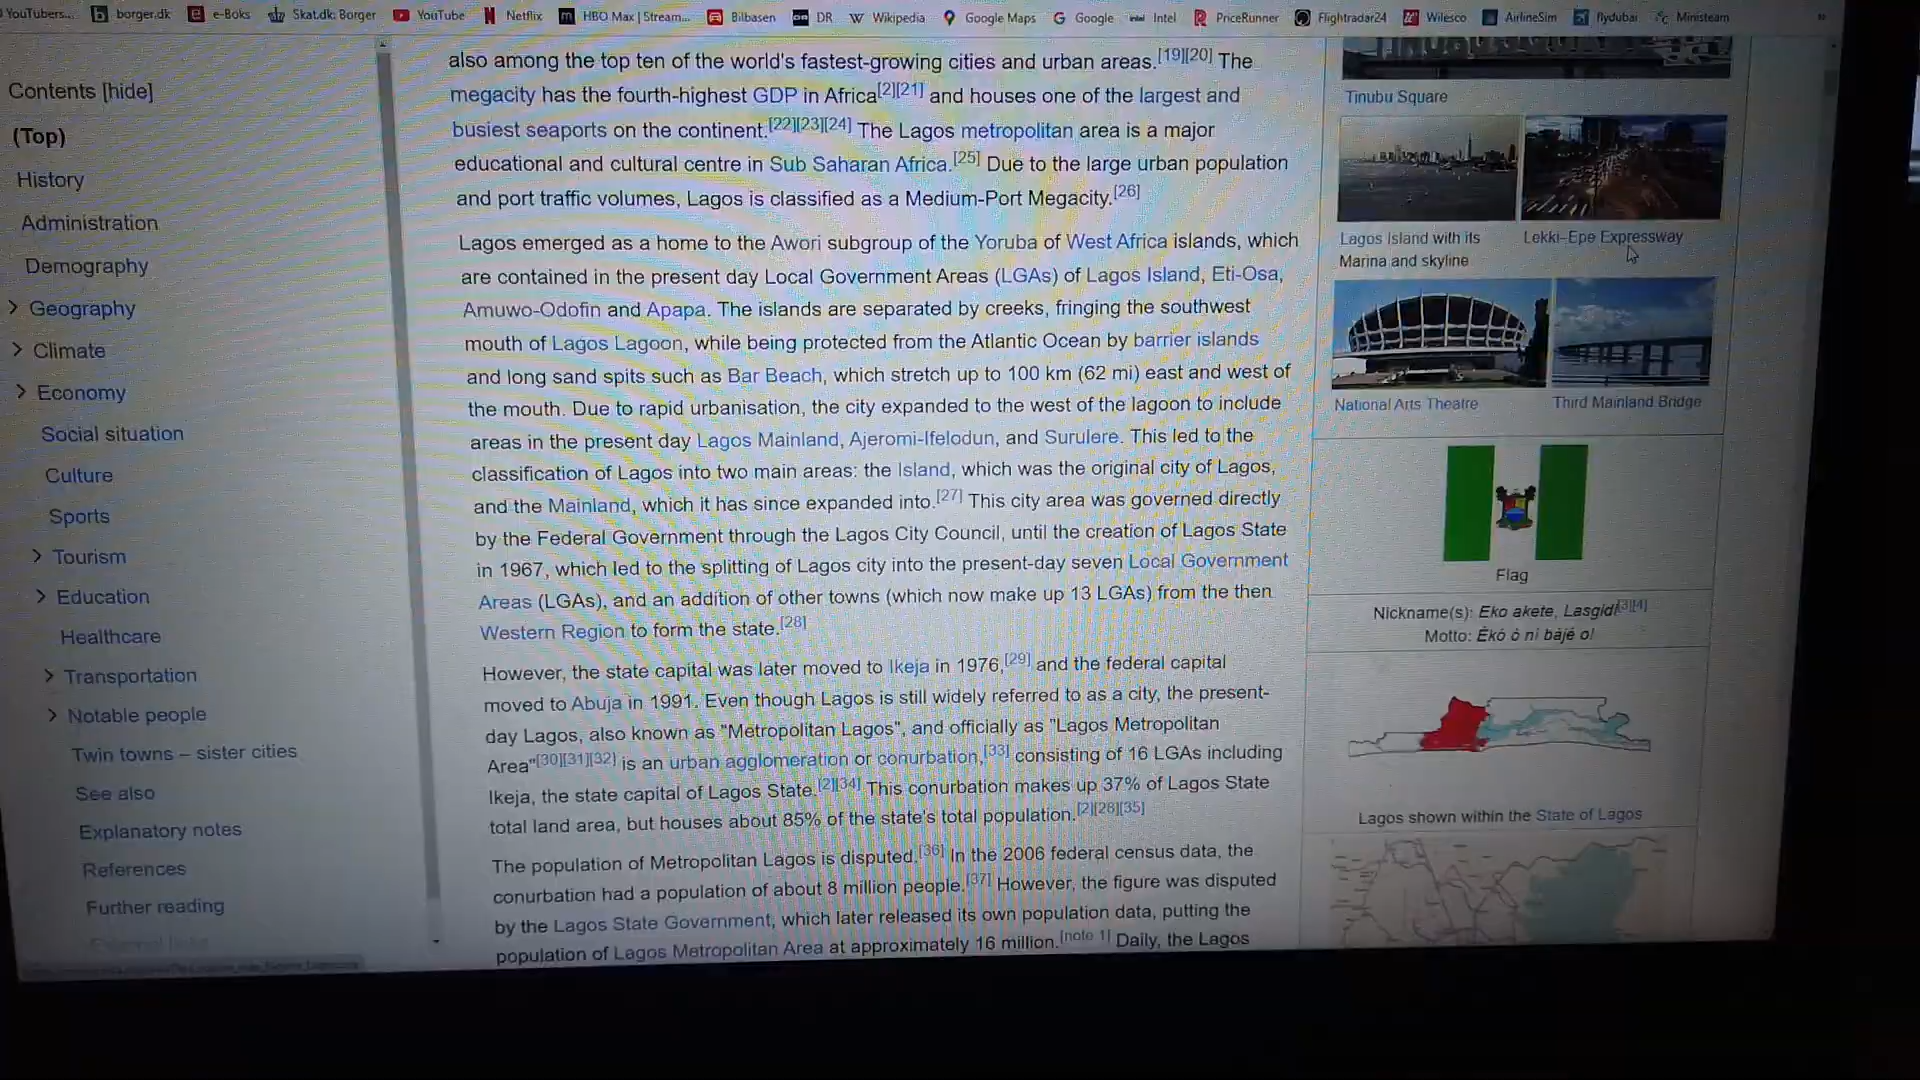 YouTubers...
borger.dk
e-Boks
Skat.dk: Borger
YouTube
Netflix
HBO Max | Stream...
Bilbasen
DR
Wikipedia
Google Maps
Google
Intel
PriceRunner
Flightradar24
Wilesco
AirlineSim
flydubai
Ministeam
»
Contents [hide]
(Top)
History
Administration
Demography
Geography
Climate
Economy
Social situation
Culture
Sports
Tourism
Education
Healthcare
Transportation
Notable people
Twin towns – sister cities
See also
Explanatory notes
References
Further reading
External links
also among the top ten of the world's fastest-growing cities and urban areas.[19][20] The
megacity has the fourth-highest GDP in Africa[2][21] and houses one of the largest and
busiest seaports on the continent.[22][23][24] The Lagos metropolitan area is a major
educational and cultural centre in Sub Saharan Africa.[25] Due to the large urban population
and port traffic volumes, Lagos is classified as a Medium-Port Megacity.[26]
Lagos emerged as a home to the Awori subgroup of the Yoruba of West Africa islands, which
are contained in the present day Local Government Areas (LGAs) of Lagos Island, Eti-Osa,
Amuwo-Odofin and Apapa. The islands are separated by creeks, fringing the southwest
mouth of Lagos Lagoon, while being protected from the Atlantic Ocean by barrier islands
and long sand spits such as Bar Beach, which stretch up to 100 km (62 mi) east and west of
the mouth. Due to rapid urbanisation, the city expanded to the west of the lagoon to include
areas in the present day Lagos Mainland, Ajeromi-Ifelodun, and Surulere. This led to the
classification of Lagos into two main areas: the Island, which was the original city of Lagos,
and the Mainland, which it has since expanded into.[27] This city area was governed directly
by the Federal Government through the Lagos City Council, until the creation of Lagos State
in 1967, which led to the splitting of Lagos city into the present-day seven Local Government
Areas (LGAs), and an addition of other towns (which now make up 13 LGAs) from the then
Western Region to form the state.[28]
However, the state capital was later moved to Ikeja in 1976,[29] and the federal capital
moved to Abuja in 1991. Even though Lagos is still widely referred to as a city, the present-
day Lagos, also known as "Metropolitan Lagos", and officially as "Lagos Metropolitan
Area"[30][31][32] is an urban agglomeration or conurbation,[33] consisting of 16 LGAs including
Ikeja, the state capital of Lagos State.[2][34] This conurbation makes up 37% of Lagos State
total land area, but houses about 85% of the state's total population.[2][28][35]
The population of Metropolitan Lagos is disputed.[36] In the 2006 federal census data, the
conurbation had a population of about 8 million people.[37] However, the figure was disputed
by the Lagos State Government, which later released its own population data, putting the
population of Lagos Metropolitan Area at approximately 16 million.[note 1] Daily, the Lagos
Tinubu Square
Lagos Island with its
Marina and skyline
Lekki–Epe Expressway
National Arts Theatre
Third Mainland Bridge
Flag
Nickname(s): Eko akete, Lasgidi[3][4]
Motto: Èkó ò ní bàjé o!
Lagos shown within the State of Lagos